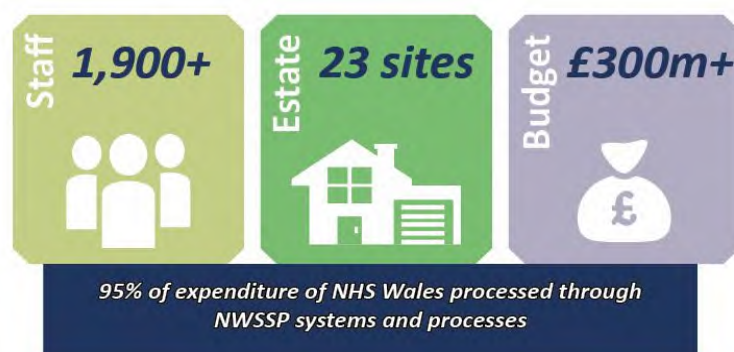 Staff
1,900+
Estate
23 sites
Budget
£300m+
£
95% of expenditure of NHS Wales processed through
NWSSP systems and processes